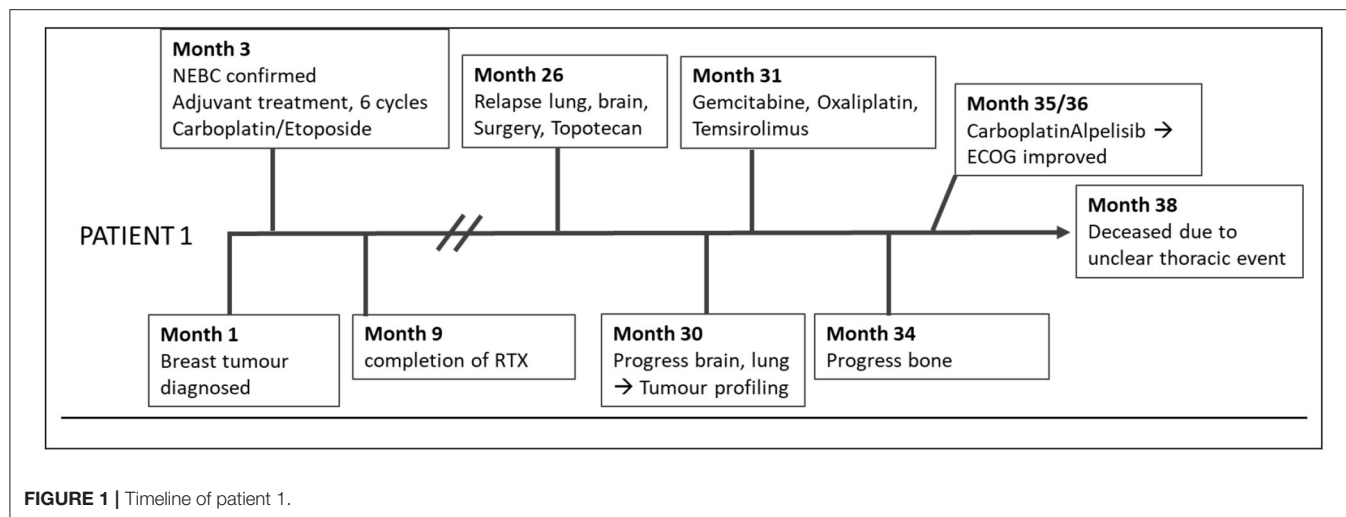 Month 3
NEBC confirmed
Adjuvant treatment, 6 cycles
Carboplatin/Etoposide
Month 26
Relapse lung, brain,
Surgery, Topotecan
Month 31
Gemcitabine, Oxaliplatin,
Temsirolimus
Month 35/36
CarboplatinAlpelisib →
ECOG improved
PATIENT 1
Month 38
Deceased due to
unclear thoracic event
Month 1
Breast tumour
diagnosed
Month 9
completion of RTX
Month 30
Progress brain, lung
→ Tumour profiling
Month 34
Progress bone
FIGURE 1 | Timeline of patient 1.